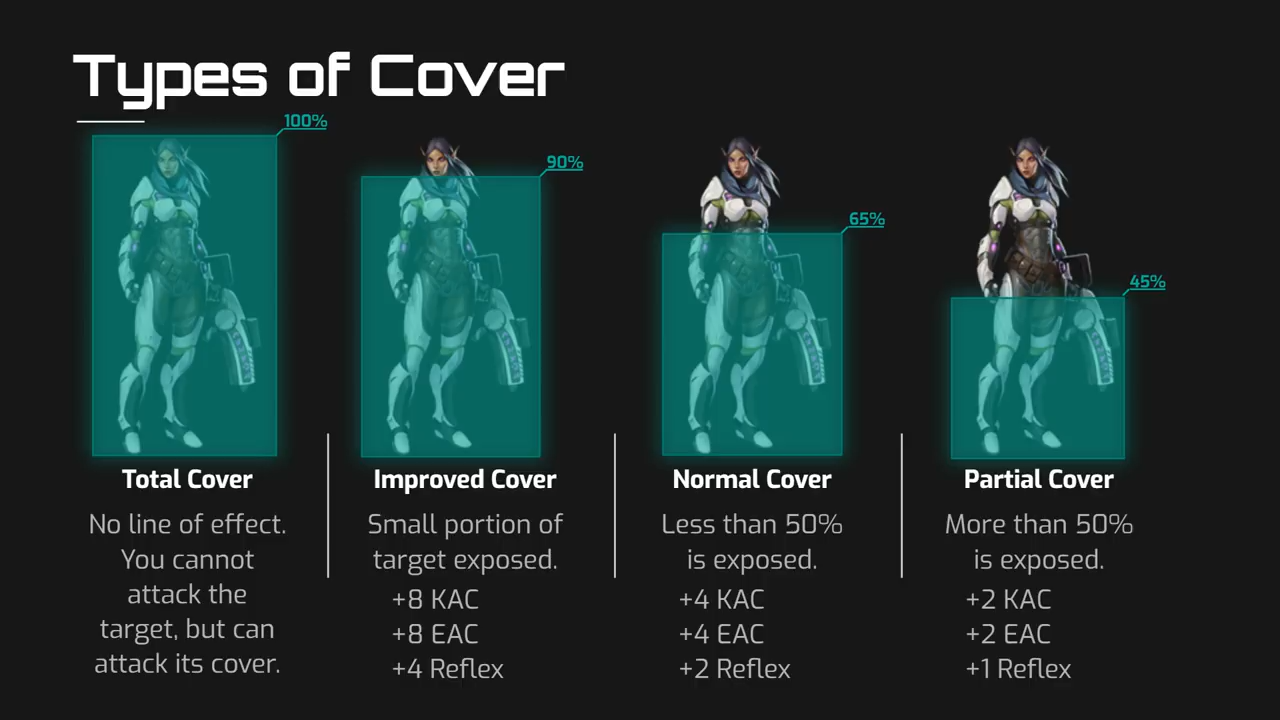 Types of Cover
100%
90%
65%
45%
Total Cover
No line of effect.
You cannot
attack the
target, but can
attack its cover.
Improved Cover
Small portion of
target exposed.
+8 KAC
+8 EAC
+4 Reflex
Normal Cover
Less than 50%
is exposed.
+4 KAC
+4 EAC
+2 Reflex
Partial Cover
More than 50%
is exposed.
+2 KAC
+2 EAC
+1 Reflex